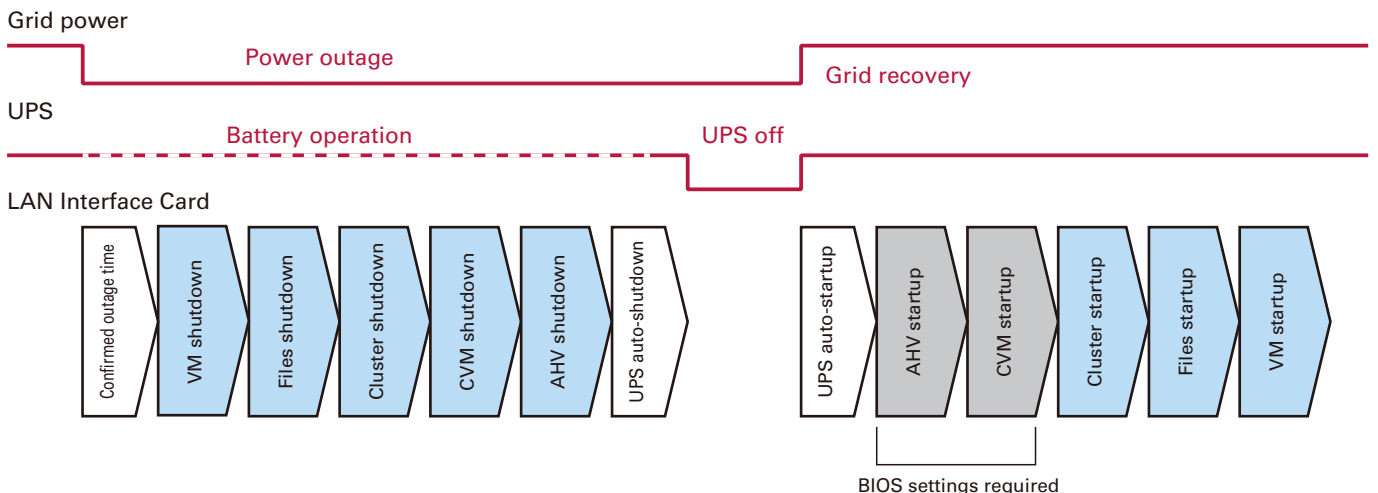 Grid power
Power outage
Grid recovery
UPS
Battery operation
UPS off
LAN Interface Card
Confirmed outage time
VM shutdown
Files shutdown
Cluster shutdown
CVM shutdown
AHV shutdown
UPS auto-shutdown
UPS auto-startup
AHV startup
CVM startup
Cluster startup
Files startup
VM startup
BIOS settings required